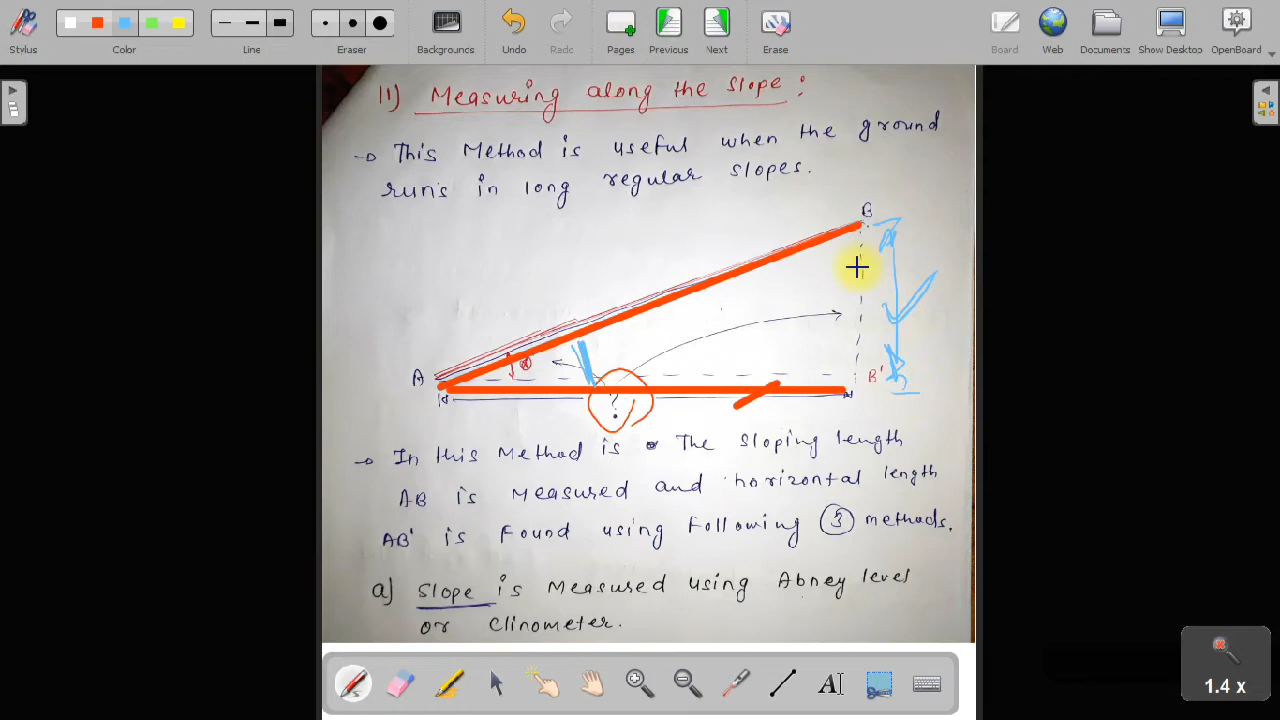 Stylus
Color
Line
Eraser
Backgrounds
Undo
Redo
Pages
Previous
Next
Erase
Board
Web
Documents
Show Desktop
OpenBoard
11) Measuring along the slope :
→ This Method is useful when the ground
runs in long regular slopes.
B
A
α
B'
?
→ In this Method is The sloping length
AB is measured and horizontal length
AB' is found using following 3 methods.
a) Slope is Measured using Abney level
or Clinometer.
1.4 x